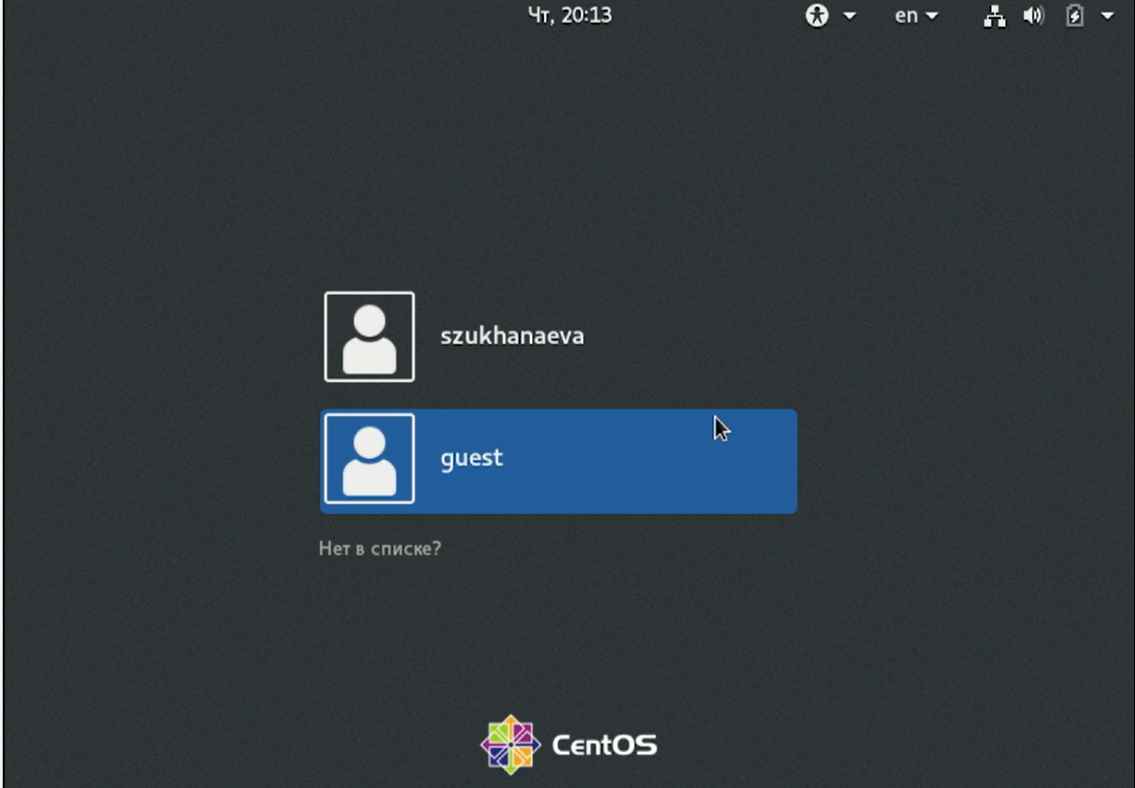 Чт, 20:13
en
szukhanaeva
guest
Нет в списке?
CentOS